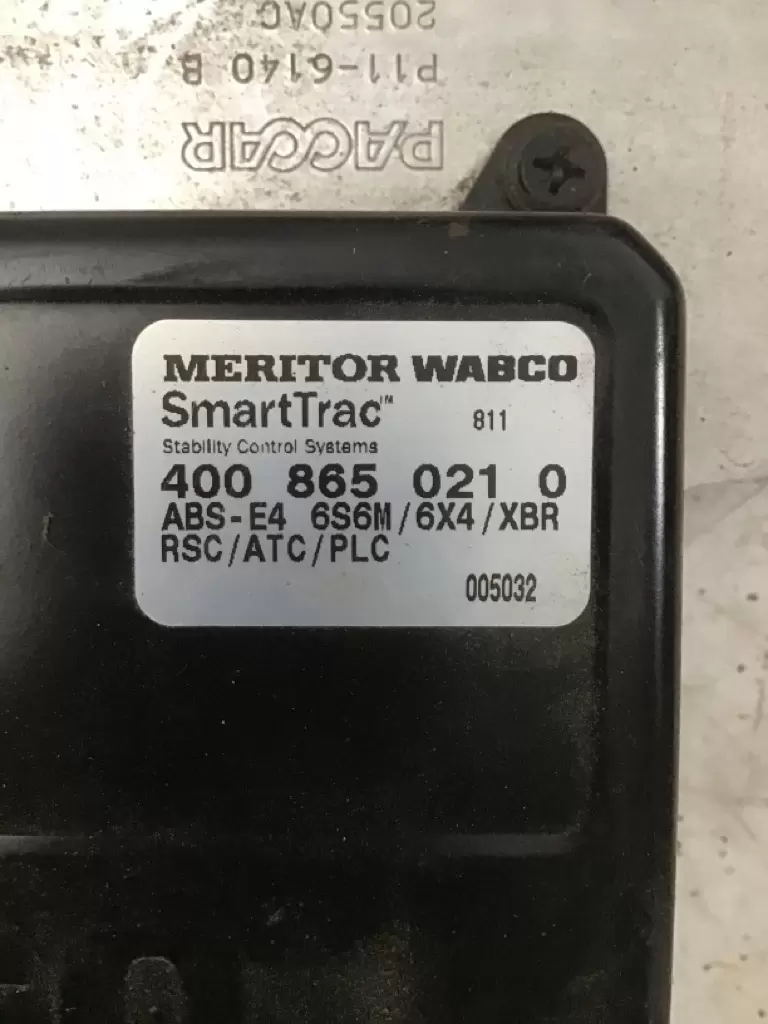 20550AC
P11-6140 B
PACCAR
MERITOR WABCO
SmartTrac™ 811
Stability Control Systems
400 865 021 0
ABS-E4 6S6M/6X4/XBR
RSC/ATC/PLC
005032